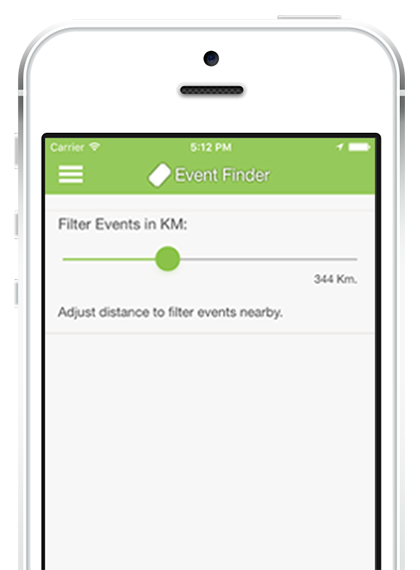 Carrier 5:12 PM
Event Finder
Filter Events in KM:
344 Km.
Adjust distance to filter events nearby.